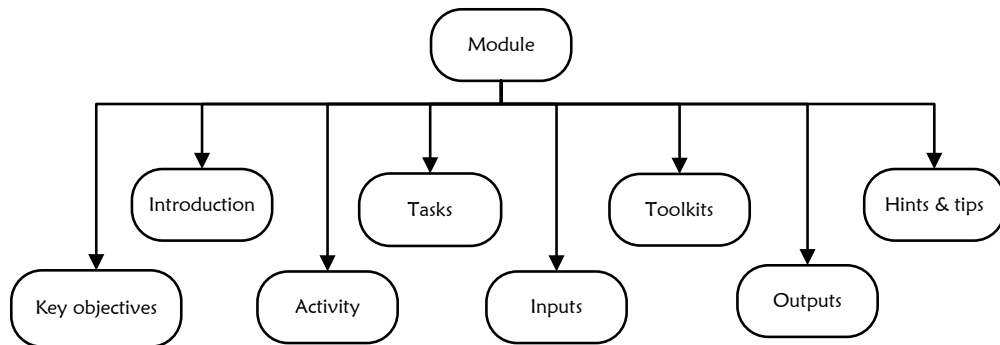 Module
Introduction
Tasks
Toolkits
Hints & tips
Key objectives
Activity
Inputs
Outputs